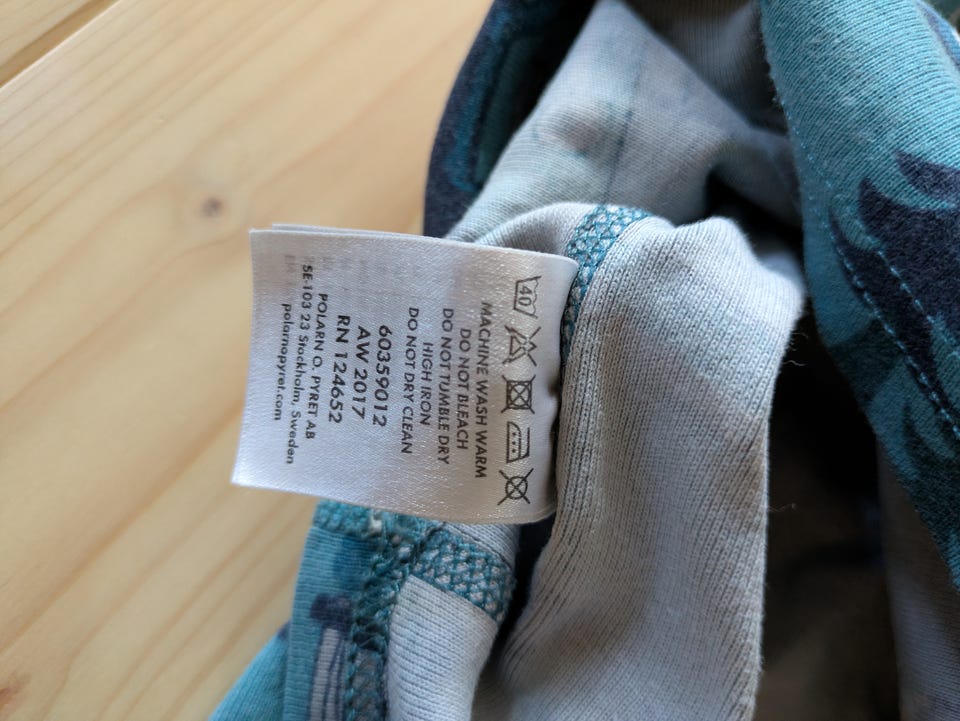 40
MACHINE WASH WARM
DO NOT BLEACH
DO NOT TUMBLE DRY
HIGH IRON
DO NOT DRY CLEAN
60359012
AW 2017
RN 124652
POLARN O. PYRET AB
SE-103 23 Stockholm, Sweden
polarnopyret.com